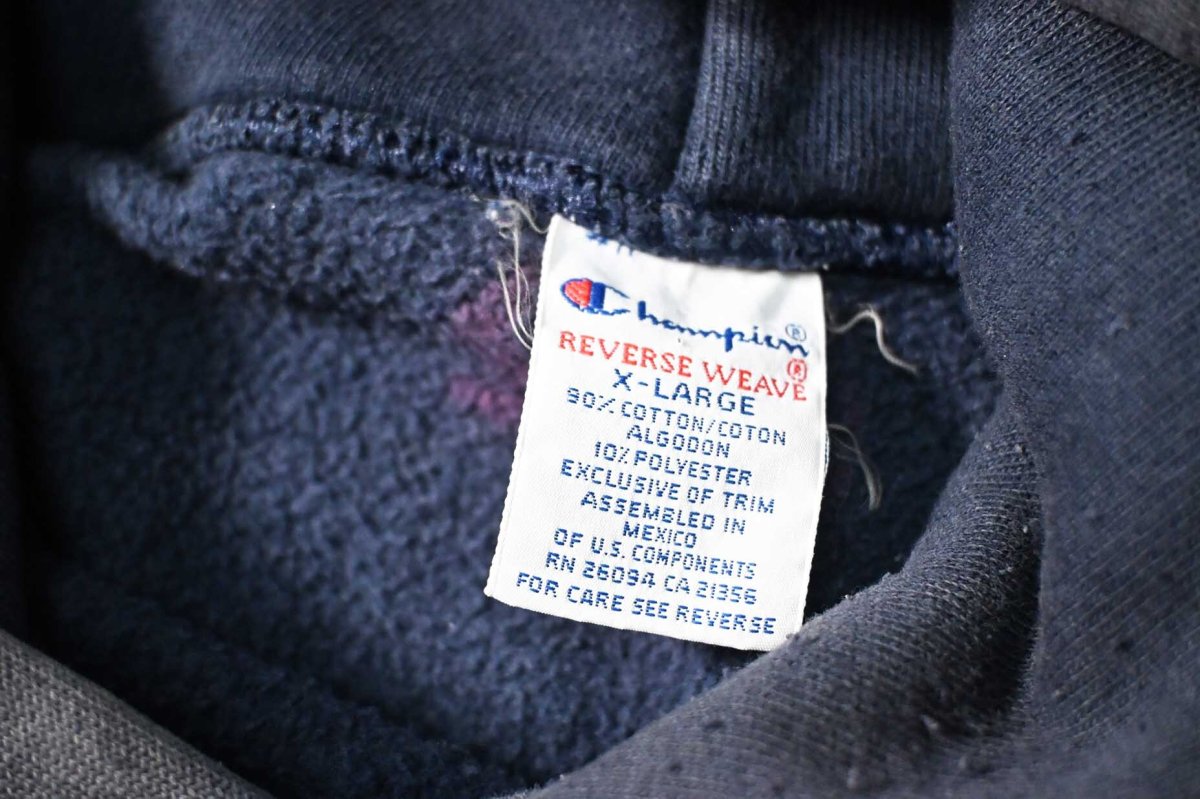 Champion®
REVERSE WEAVE®
X-LARGE
90% COTTON/COTON
ALGODON
10% POLYESTER
EXCLUSIVE OF TRIM
ASSEMBLED IN
MEXICO
OF U.S. COMPONENTS
RN 26094 CA 21356
FOR CARE SEE REVERSE